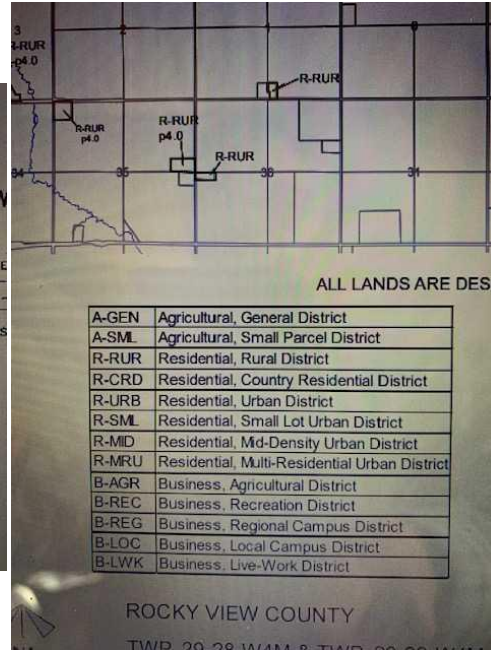 3
2
R-RUR
p4.0
R-RUR
R-RUR
p4.0
R-RUR
p4.0
R-RUR
35
31
ALL LANDS ARE DES
A-GEN Agricultural, General District
A-SML Agricultural, Small Parcel District
R-RUR Residential, Rural District
R-CRD Residential, Country Residential District
R-URB Residential, Urban District
R-SML Residential, Small Lot Urban District
R-MID Residential, Mid-Density Urban District
R-MRU Residential, Multi-Residential Urban District
B-AGR Business, Agricultural District
B-REC Business, Recreation District
B-REG Business, Regional Campus District
B-LOC Business, Local Campus District
B-LWK Business, Live-Work District
ROCKY VIEW COUNTY